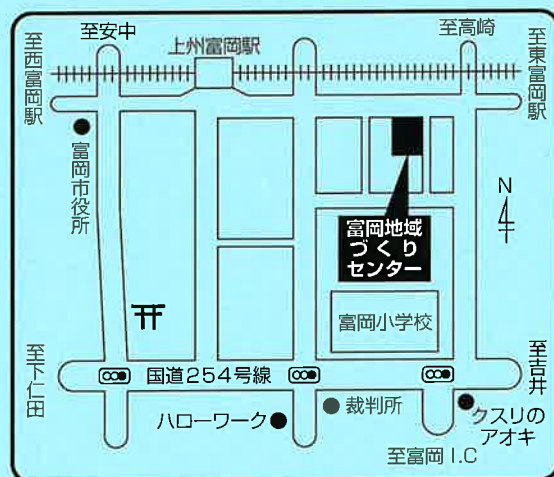 至安中
上州富岡駅
至高崎
至西富岡駅
至東富岡駅
富岡市役所
N
富岡地域
づくり
センター
富岡小学校
至下仁田
国道254号線
至吉井
ハローワーク
裁判所
クスリの
アオキ
至富岡I.C